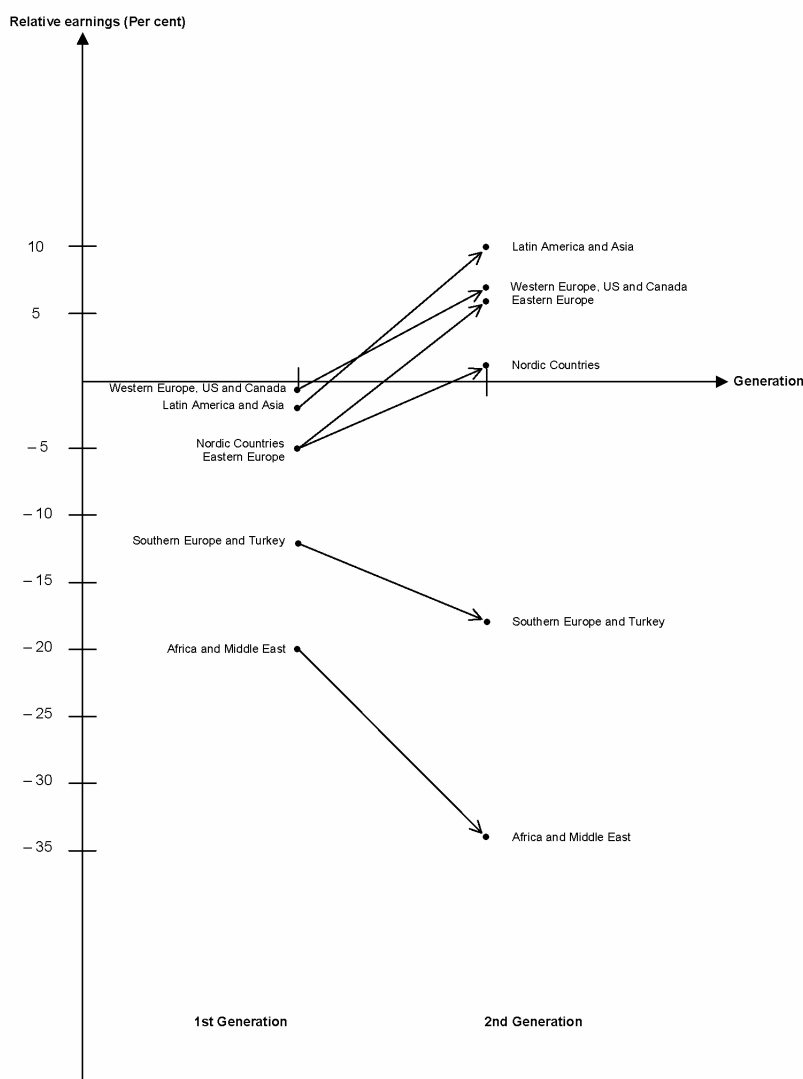 Relative earnings (Per cent)
10
Latin America and Asia
Western Europe, US and Canada
5
Eastern Europe
Nordic Countries
Generation
Western Europe, US and Canada
Latin America and Asia
Nordic Countries
– 5
Eastern Europe
– 10
Southern Europe and Turkey
– 15
Southern Europe and Turkey
– 20
Africa and Middle East
– 25
– 30
Africa and Middle East
– 35
1st Generation
2nd Generation